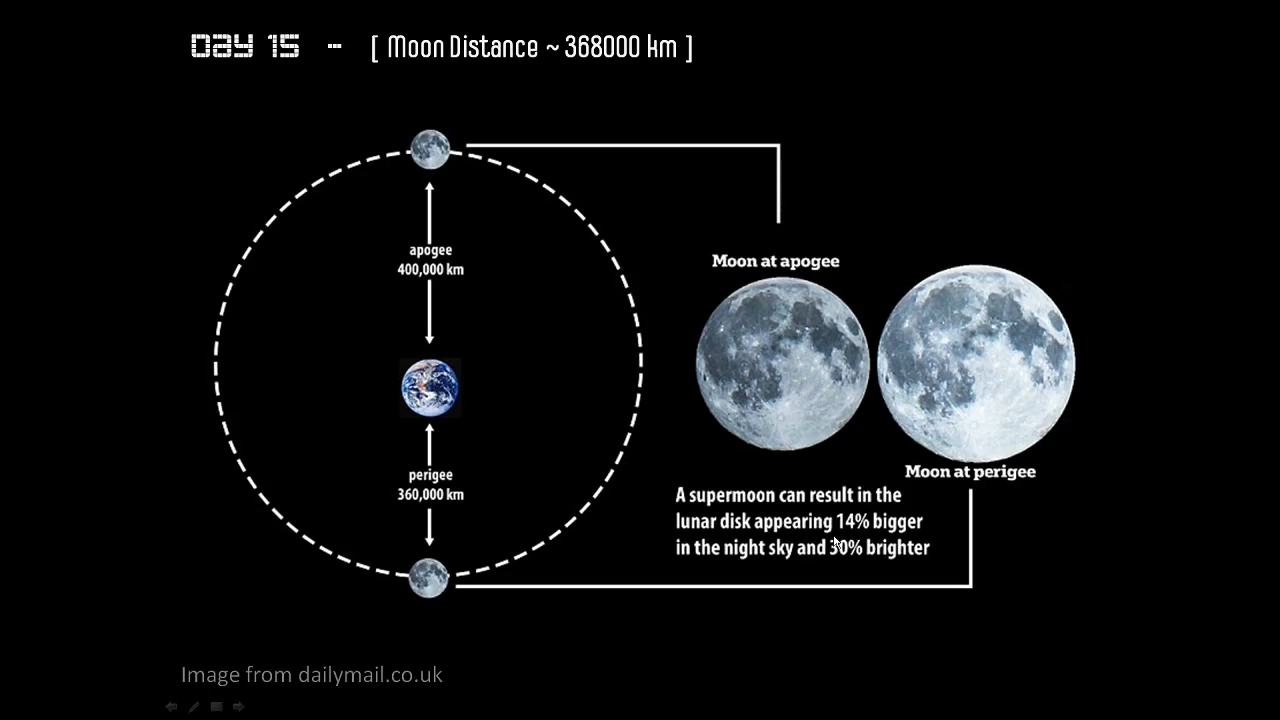 Day 15 - [ Moon Distance ~ 368000 km ]
apogee
400,000 km
Moon at apogee
perigee
360,000 km
Moon at perigee
A supermoon can result in the
lunar disk appearing 14% bigger
in the night sky and 30% brighter
Image from dailymail.co.uk